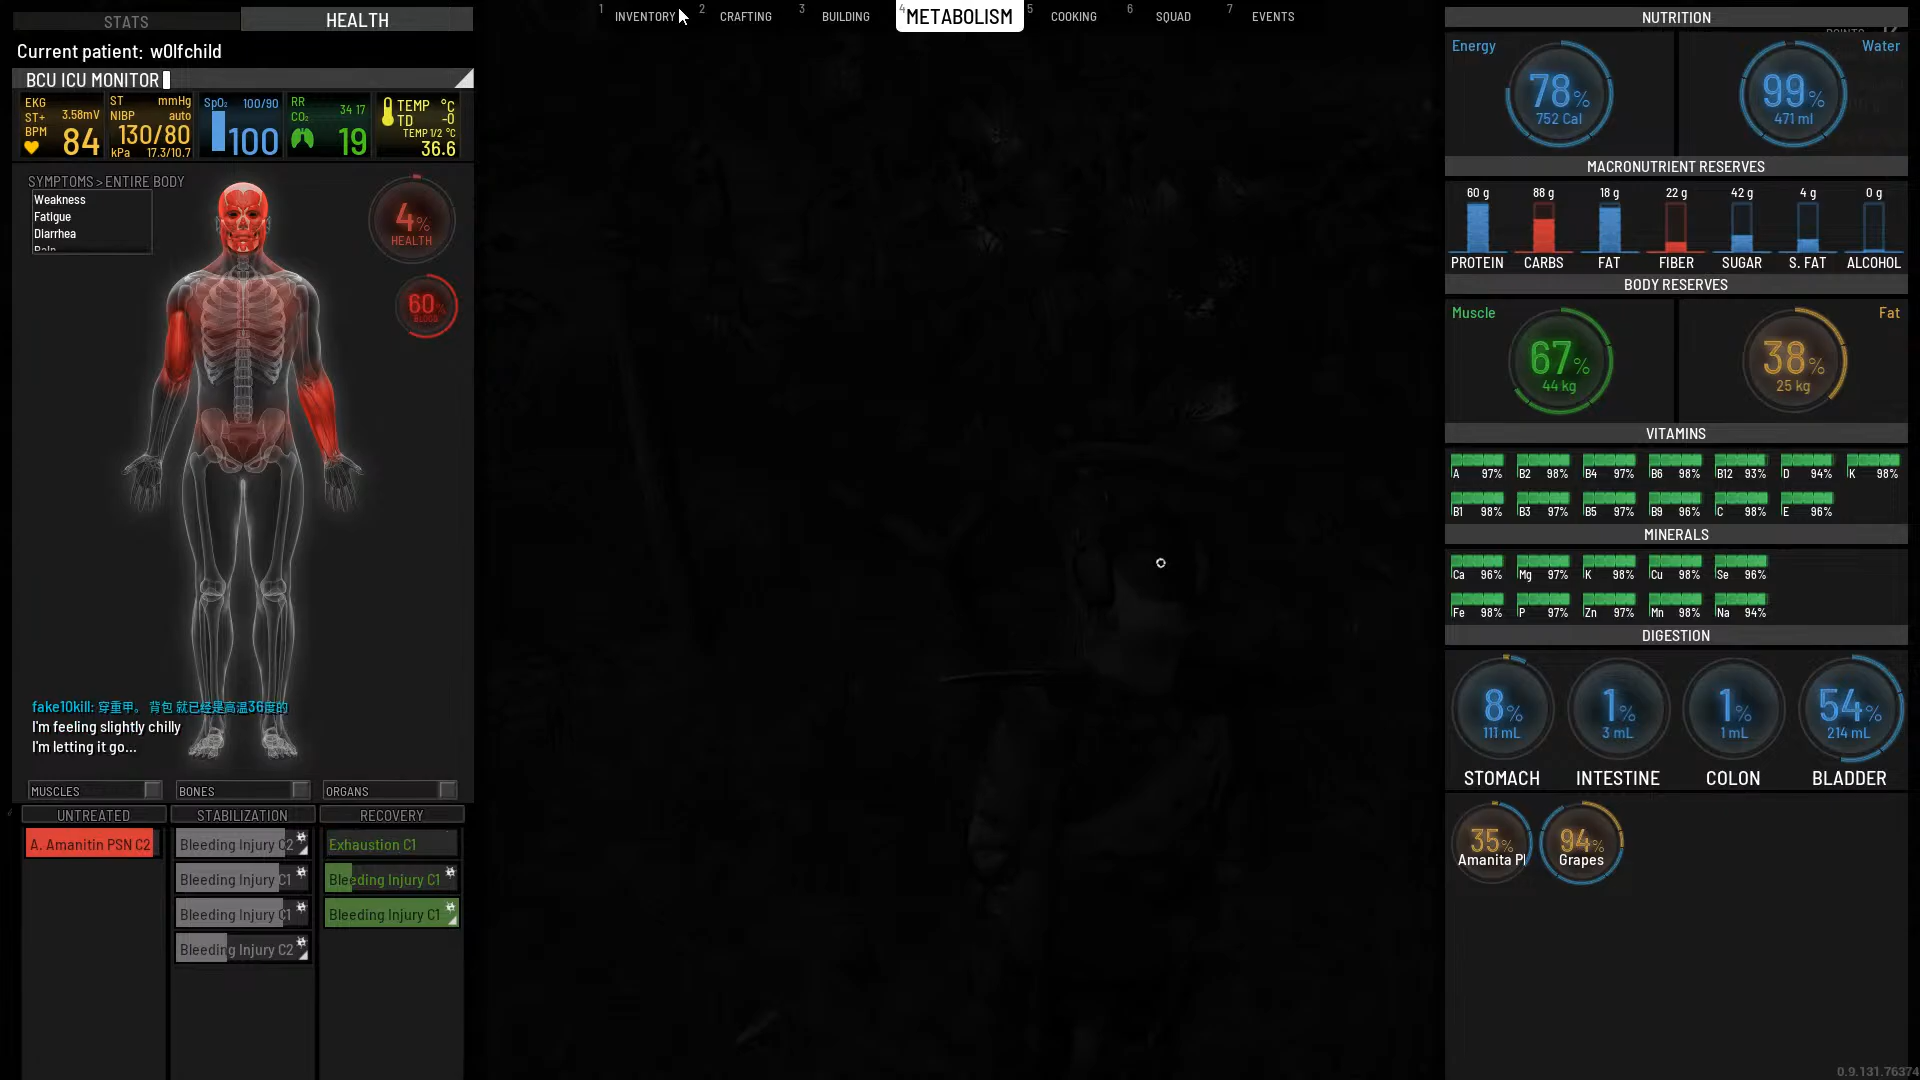 STATS
HEALTH
1 INVENTORY
2 CRAFTING
3 BUILDING
4 METABOLISM
5 COOKING
6 SQUAD
7 EVENTS
Current patient: w0lfchild
BCU ICU MONITOR
EKG
ST+ 3.58mV
BPM 84
ST mmHg
NIBP auto
130/80
kPa 17.3/10.7
SpO₂ 100/90
100
RR 34 17
CO₂
19
TEMP °C
TD -0
TEMP 1/2 °C
36.6
SYMPTOMS > ENTIRE BODY
Weakness
Fatigue
Diarrhea
Pain
4%
HEALTH
60%
BLOOD
fake10kill: 穿重甲。 背包 就已经是高温36度的
I'm feeling slightly chilly
I'm letting it go...
MUSCLES
BONES
ORGANS
UNTREATED
STABILIZATION
RECOVERY
A. Amanitin PSN C2
Bleeding Injury C2
Exhaustion C1
Bleeding Injury C1
Bleeding Injury C1
Bleeding Injury C1
Bleeding Injury C1
Bleeding Injury C2
NUTRITION
Energy
78%
752 Cal
Water
99%
471 ml
MACRONUTRIENT RESERVES
60 g 88 g 18 g 22 g 42 g 4 g 0 g
PROTEIN CARBS FAT FIBER SUGAR S. FAT ALCOHOL
BODY RESERVES
Muscle
67%
44 kg
Fat
38%
25 kg
VITAMINS
A 97% B2 98% B4 97% B6 98% B12 93% D 94% K 98%
B1 98% B3 97% B5 97% B9 96% C 98% E 96%
MINERALS
Ca 96% Mg 97% K 98% Cu 98% Se 96%
Fe 98% P 97% Zn 97% Mn 98% Na 94%
DIGESTION
8%
111 mL
1%
3 mL
1%
1 mL
54%
214 mL
STOMACH INTESTINE COLON BLADDER
35%
Amanita P
94%
Grapes
0.9.131.76374